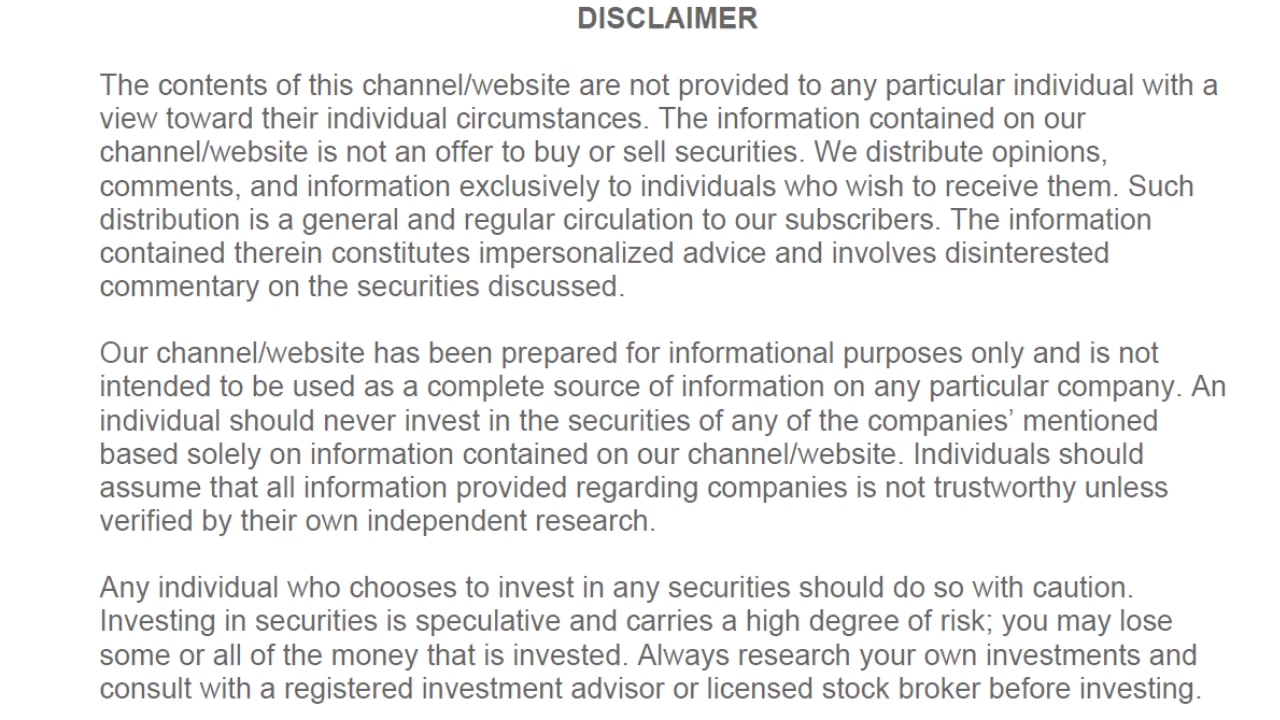 DISCLAIMER
The contents of this channel/website are not provided to any particular individual with a
view toward their individual circumstances. The information contained on our
channel/website is not an offer to buy or sell securities. We distribute opinions,
comments, and information exclusively to individuals who wish to receive them. Such
distribution is a general and regular circulation to our subscribers. The information
contained therein constitutes impersonalized advice and involves disinterested
commentary on the securities discussed.
Our channel/website has been prepared for informational purposes only and is not
intended to be used as a complete source of information on any particular company. An
individual should never invest in the securities of any of the companies’ mentioned
based solely on information contained on our channel/website. Individuals should
assume that all information provided regarding companies is not trustworthy unless
verified by their own independent research.
Any individual who chooses to invest in any securities should do so with caution.
Investing in securities is speculative and carries a high degree of risk; you may lose
some or all of the money that is invested. Always research your own investments and
consult with a registered investment advisor or licensed stock broker before investing.